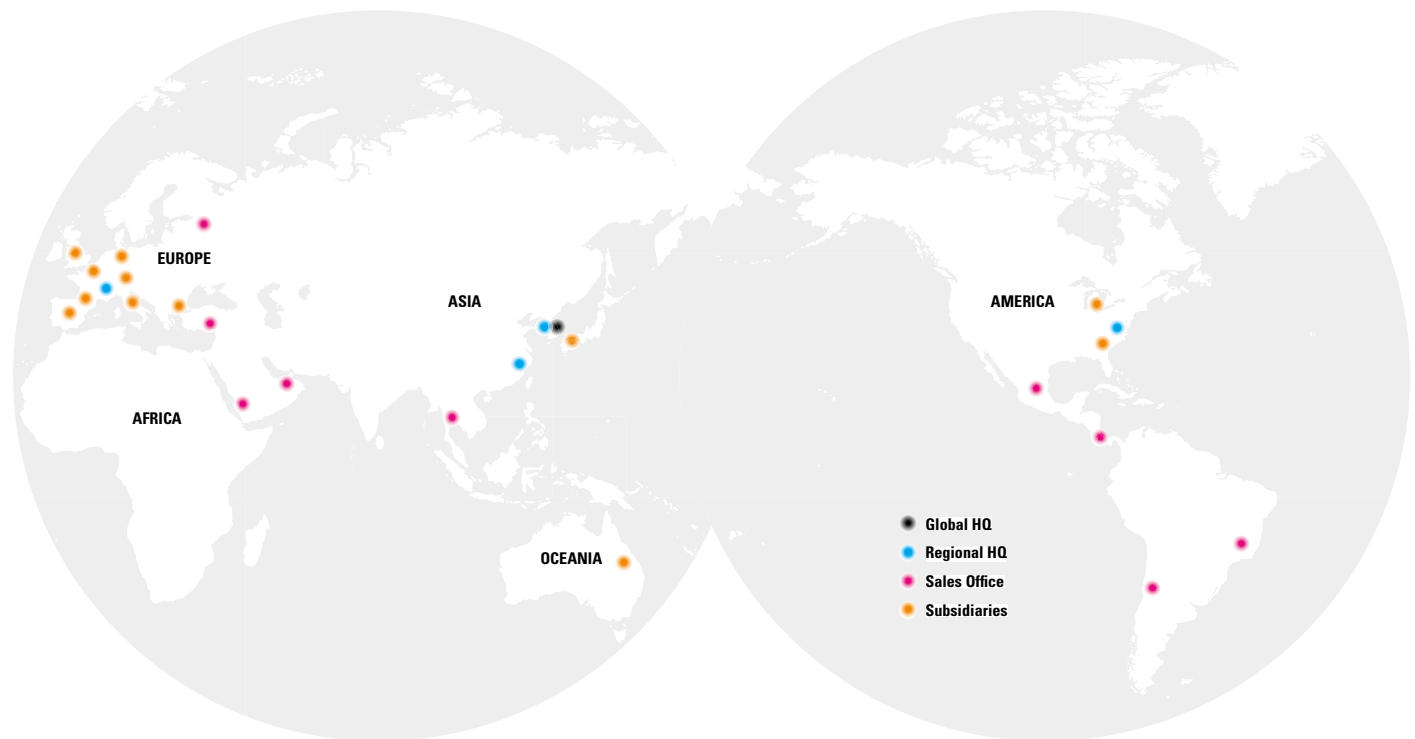 EUROPE
ASIA
AMERICA
AFRICA
OCEANIA
Global HQ
Regional HQ
Sales Office
Subsidiaries